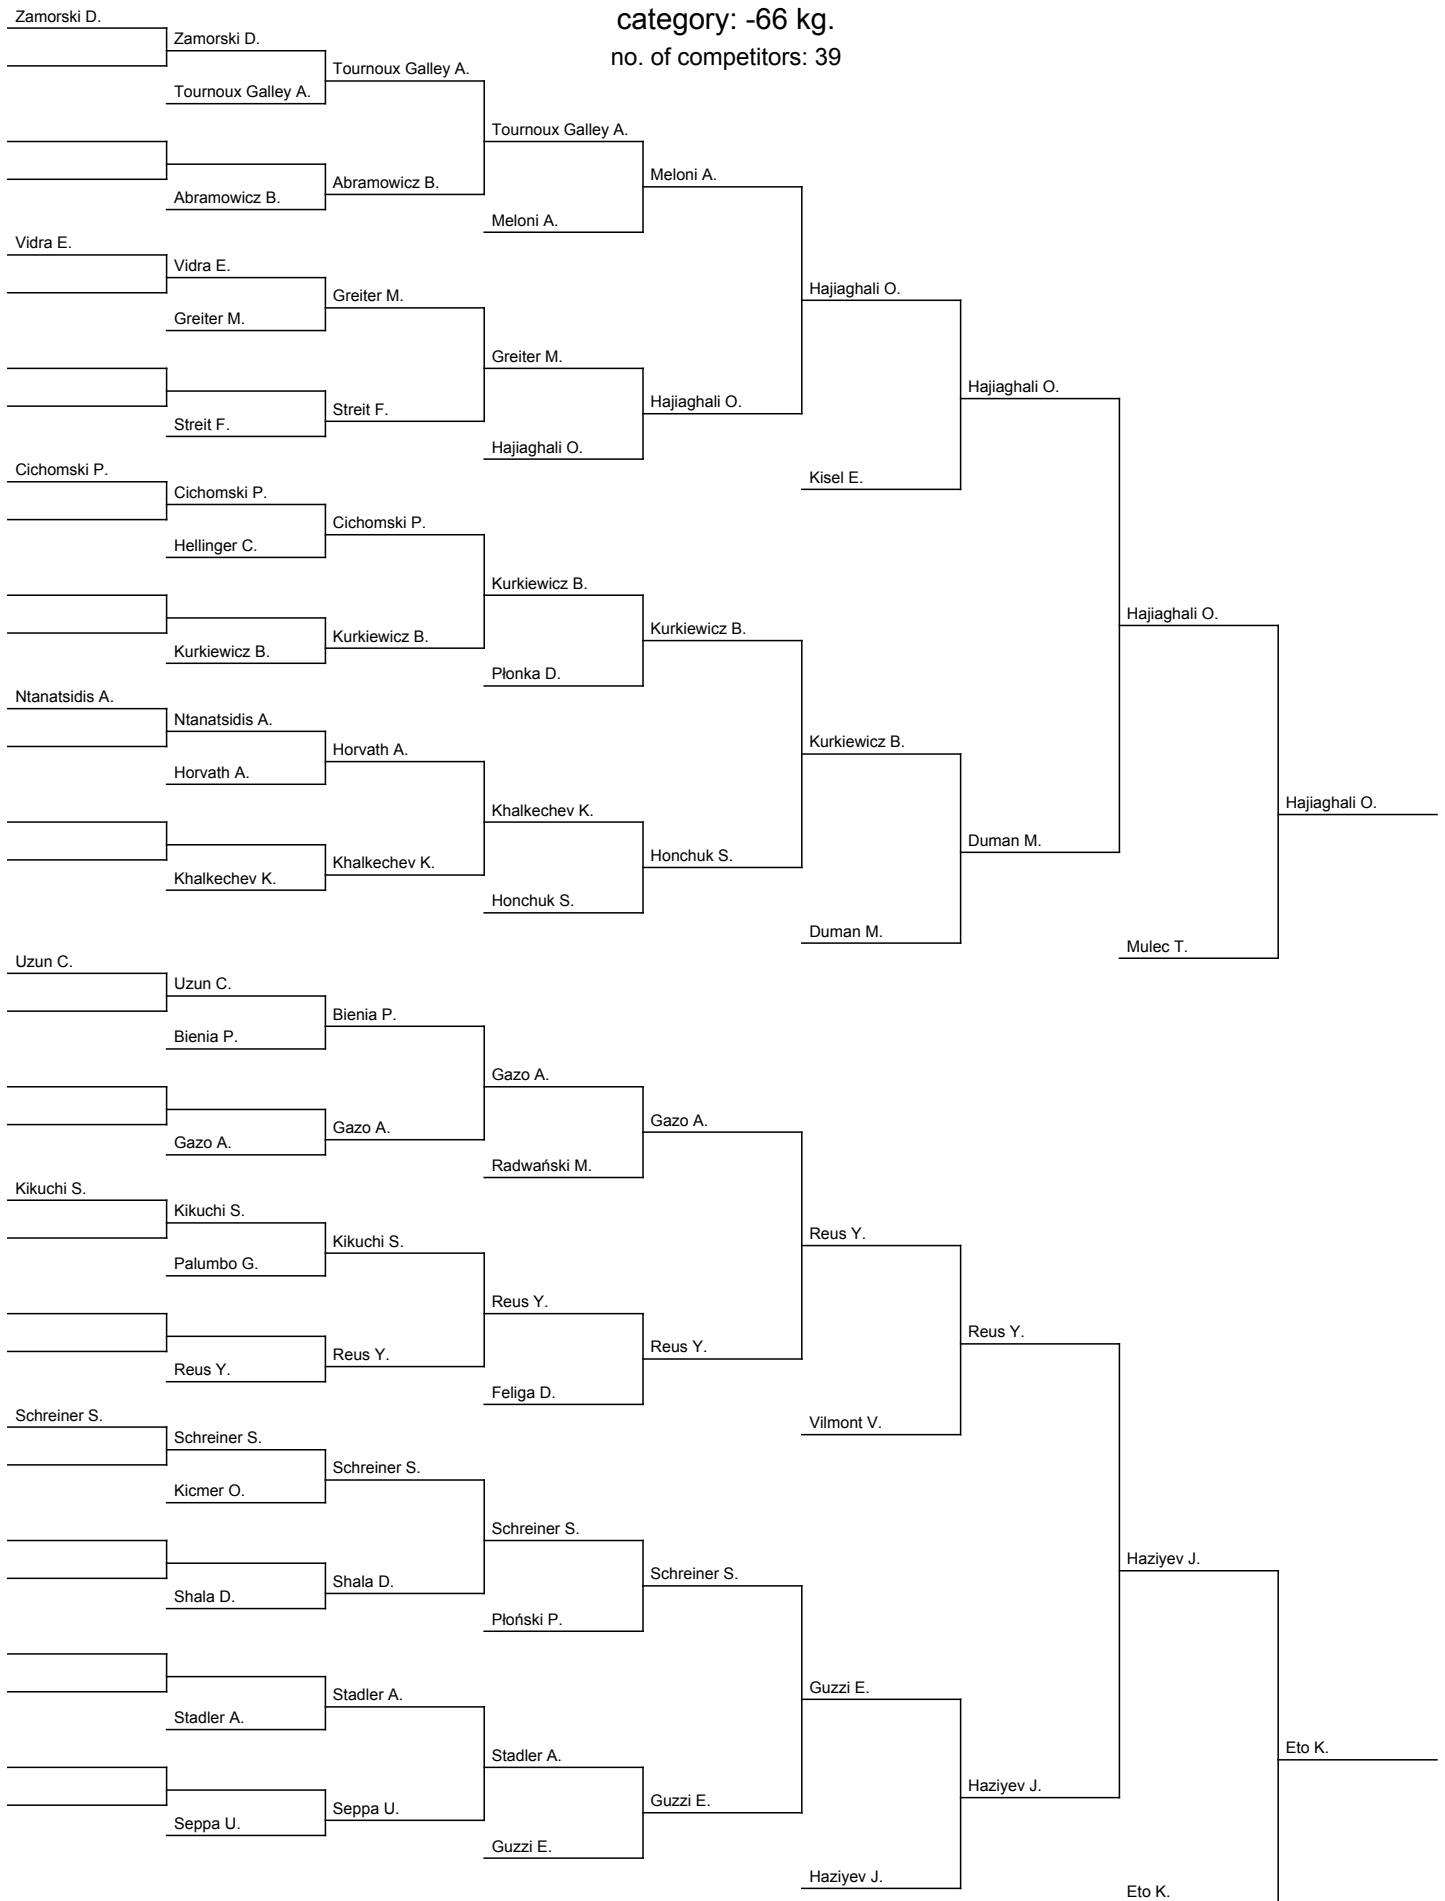 category: -66 kg.
no. of competitors: 39
Zamorski D.
Zamorski D.
Tournoux Galley A.
Tournoux Galley A.
Tournoux Galley A.
Meloni A.
Abramowicz B.
Abramowicz B.
Meloni A.
Vidra E.
Vidra E.
Hajiaghali O.
Greiter M.
Greiter M.
Greiter M.
Hajiaghali O.
Hajiaghali O.
Streit F.
Streit F.
Hajiaghali O.
Cichomski P.
Kisel E.
Cichomski P.
Cichomski P.
Hellinger C.
Kurkiewicz B.
Hajiaghali O.
Kurkiewicz B.
Kurkiewicz B.
Kurkiewicz B.
Płonka D.
Ntanatsidis A.
Ntanatsidis A.
Kurkiewicz B.
Horvath A.
Horvath A.
Hajiaghali O.
Khalkechev K.
Duman M.
Honchuk S.
Khalkechev K.
Khalkechev K.
Honchuk S.
Duman M.
Mulec T.
Uzun C.
Uzun C.
Bienia P.
Bienia P.
Gazo A.
Gazo A.
Gazo A.
Gazo A.
Radwański M.
Kikuchi S.
Kikuchi S.
Reus Y.
Kikuchi S.
Palumbo G.
Reus Y.
Reus Y.
Reus Y.
Reus Y.
Reus Y.
Feliga D.
Schreiner S.
Vilmont V.
Schreiner S.
Schreiner S.
Kicmer O.
Schreiner S.
Haziyev J.
Schreiner S.
Shala D.
Shala D.
Płoński P.
Guzzi E.
Stadler A.
Stadler A.
Eto K.
Stadler A.
Haziyev J.
Guzzi E.
Seppa U.
Seppa U.
Guzzi E.
Haziyev J.
Eto K.